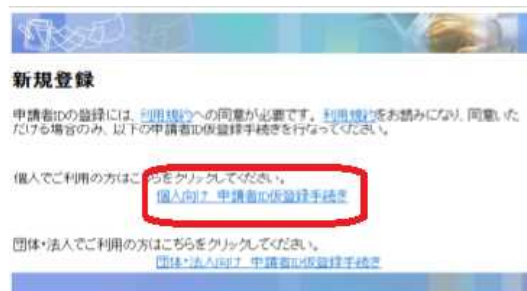 新規登録
申請者IDの登録には、利用規約への同意が必要です。利用規約をお読みになり、同意いた
だける場合のみ、以下の申請者ID仮登録手続きを行なってください。
個人でご利用の方はこちらをクリックしてください。
個人向け 申請者ID仮登録手続き
団体・法人でご利用の方はこちらをクリックしてください。
団体・法人向け 申請者ID仮登録手続き